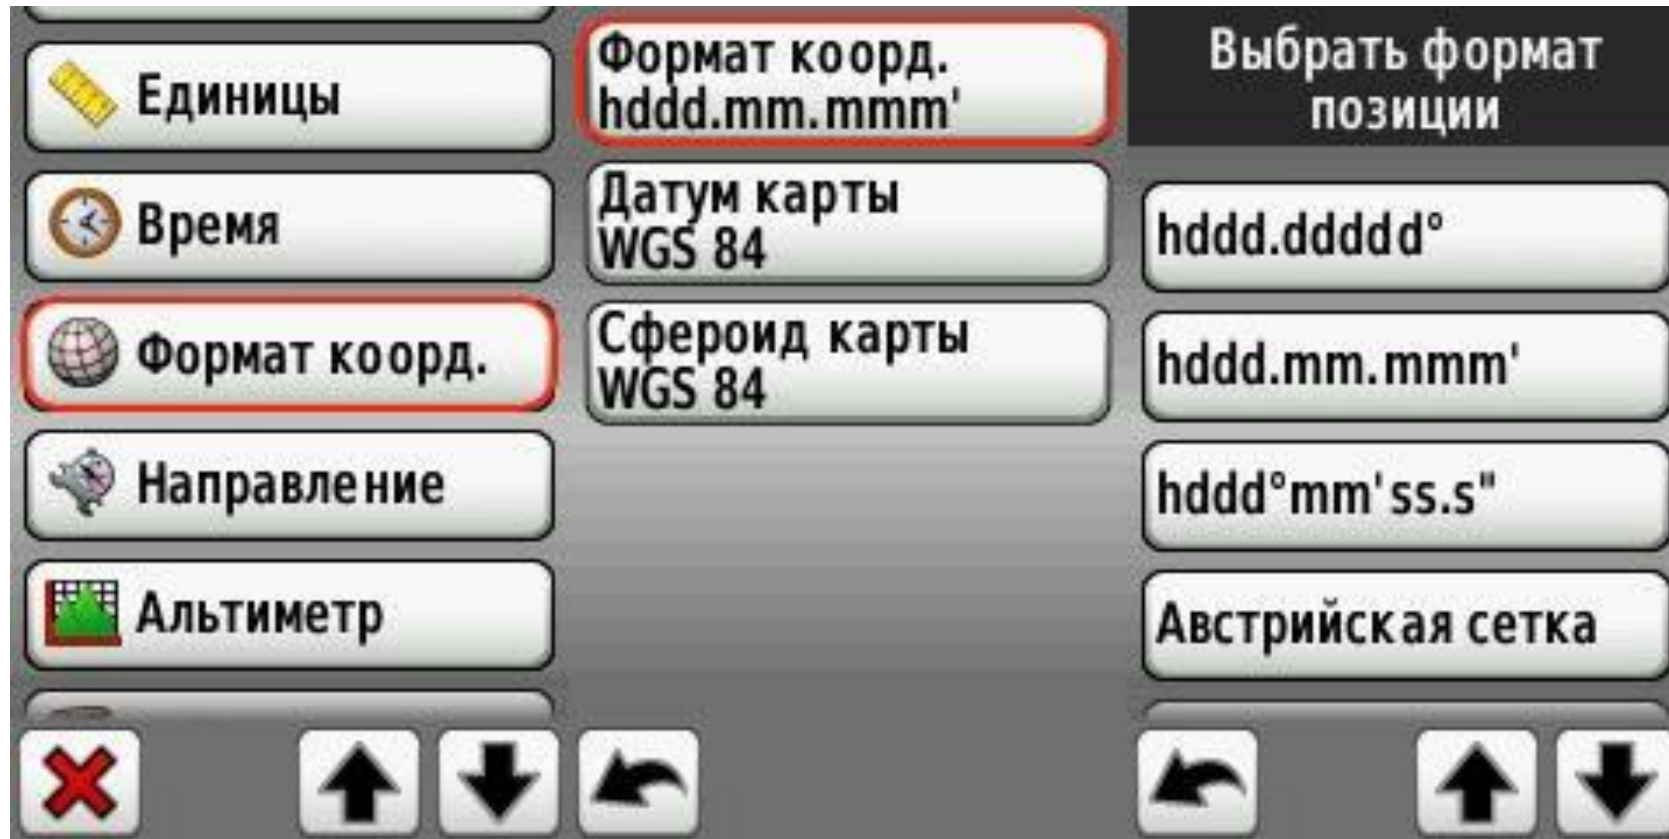 Единицы
Время
Формат коорд.
Направление
Альтиметр
Формат коорд.
hddd.mm.mmm'
Датум карты
WGS 84
Сфероид карты
WGS 84
Выбрать формат
позиции
hddd.ddddd°
hddd.mm.mmm'
hddd°mm'ss.s"
Австрийская сетка